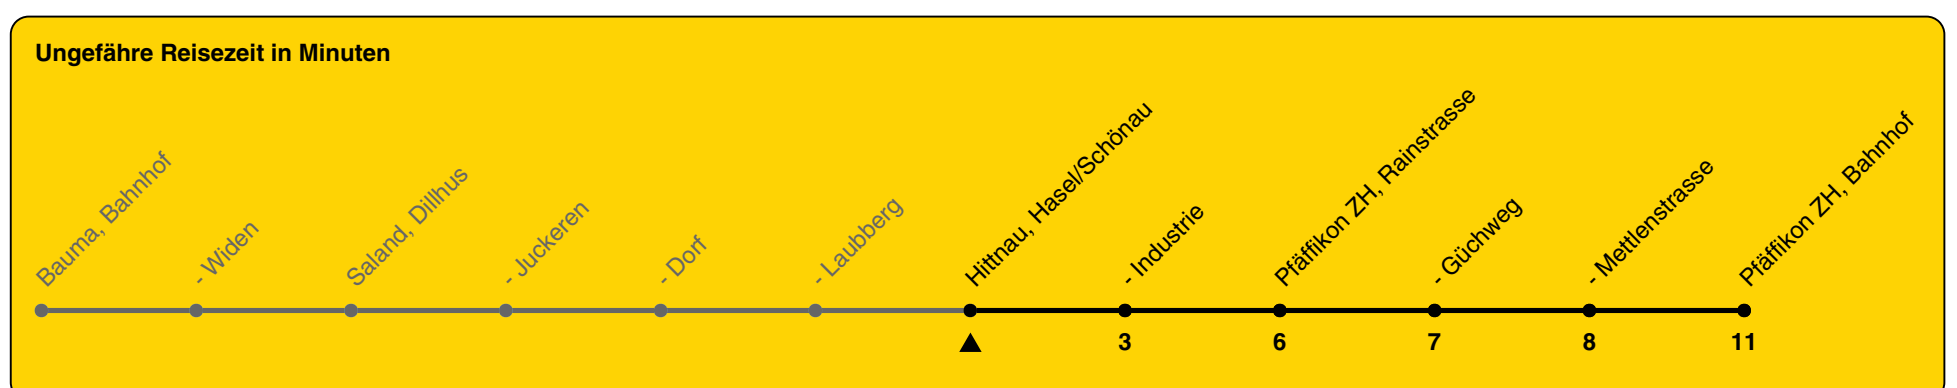 Ungefähre Reisezeit in Minuten
Bauma, Bahnhof
- Widen
Saland, Dillhus
- Juckeren
- Dorf
- Laubberg
Hittnau, Hasel/Schönau
- Industrie
Pfäffikon ZH, Rainstrasse
- Güchweg
- Mettlenstrasse
Pfäffikon ZH, Bahnhof
3 6 7 8 11